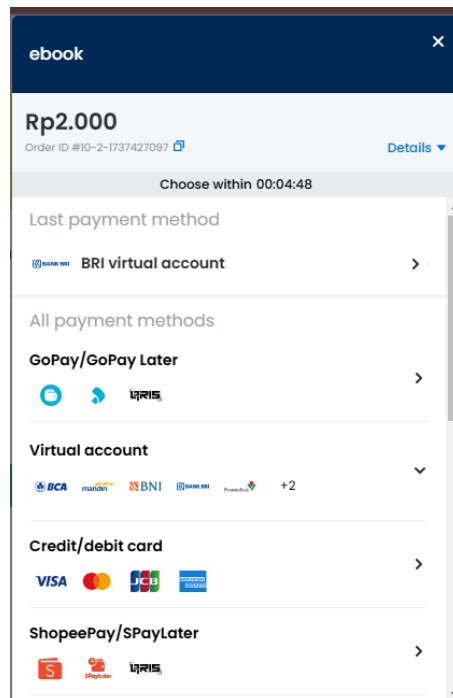 ebook
Rp2.000
Order ID #10-2-1737427097
Details
Choose within 00:04:48
Last payment method
BANK BRI BRI virtual account
All payment methods
GoPay/GoPay Later
QRIS
Virtual account
BCA mandiri BNI BANK BRI PermataBank +2
Credit/debit card
VISA JCB
ShopeePay/SPayLater
S SPayLater QRIS